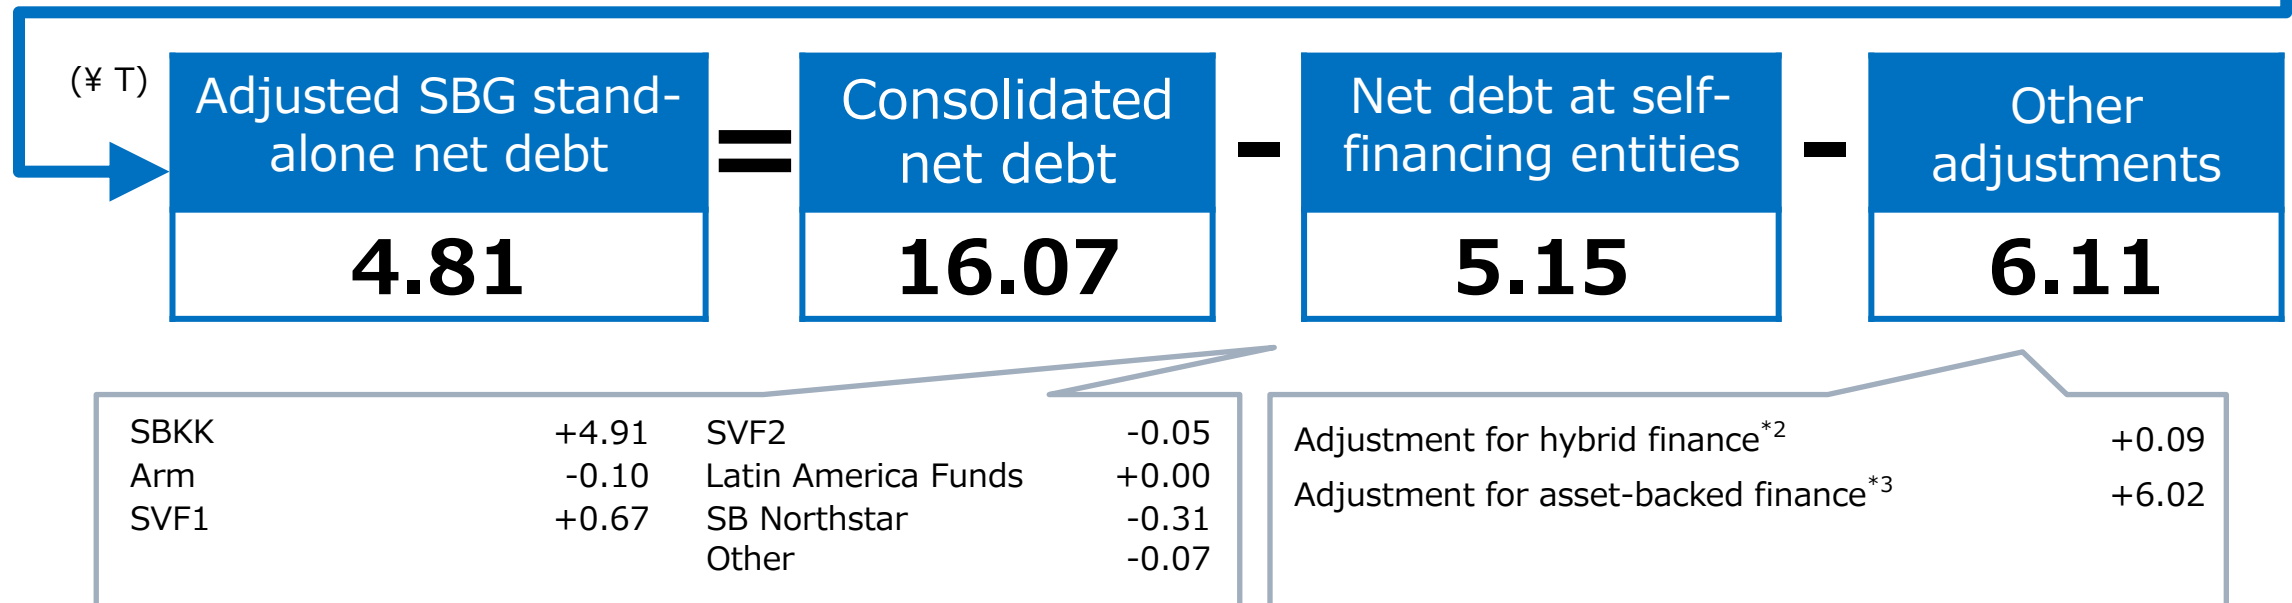 (¥ T)
Adjusted SBG stand-
alone net debt
4.81
=
Consolidated
net debt
16.07
-
Net debt at self-
financing entities
5.15
-
Other
adjustments
6.11
SBKK +4.91
Arm -0.10
SVF1 +0.67
SVF2 -0.05
Latin America Funds +0.00
SB Northstar -0.31
Other -0.07
Adjustment for hybrid finance*2 +0.09
Adjustment for asset-backed finance*3 +6.02